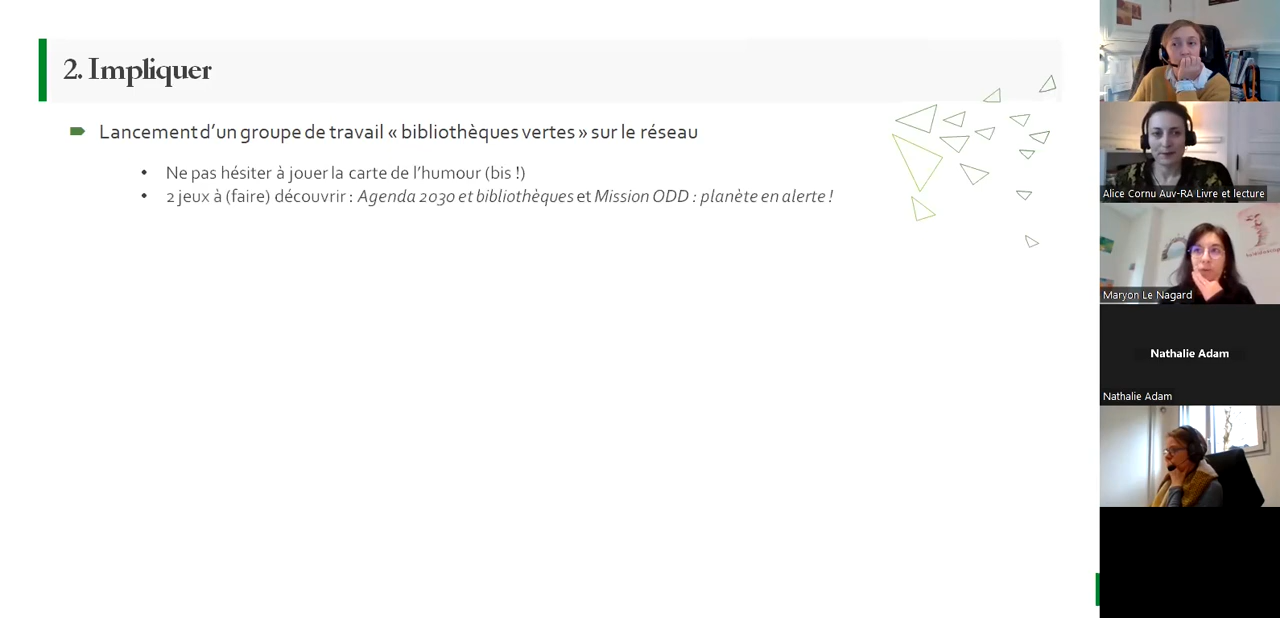 2. Impliquer
Lancement d'un groupe de travail « bibliothèques vertes » sur le réseau
• Ne pas hésiter à jouer la carte de l'humour (bis !)
• 2 jeux à (faire) découvrir : Agenda 2030 et bibliothèques et Mission ODD : planète en alerte !
Alice Cornu Auv-RA Livre et lecture
Maryon Le Nagard
Nathalie Adam
Nathalie Adam